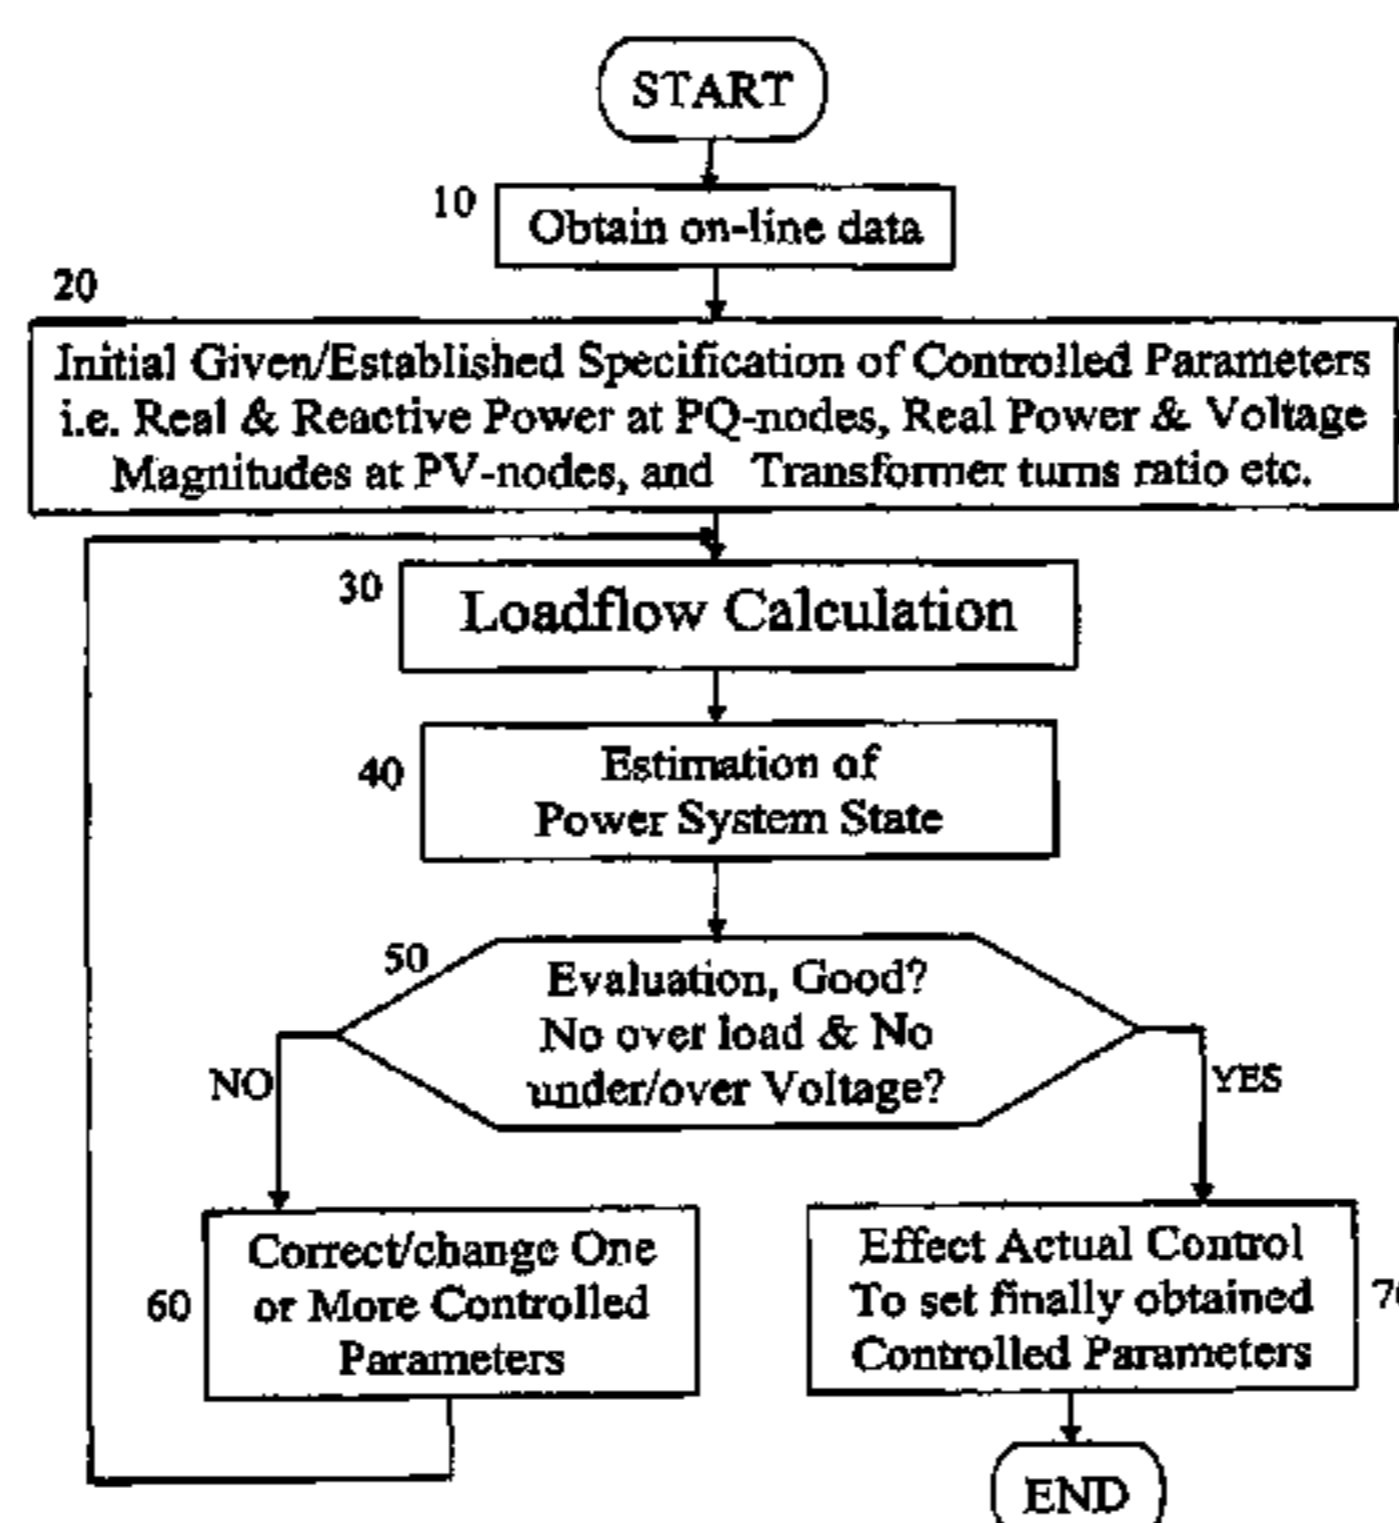 START
10
Obtain on-line data
20
Initial Given/Established Specification of Controlled Parameters
i.e. Real & Reactive Power at PQ-nodes, Real Power & Voltage
Magnitudes at PV-nodes, and Transformer turns ratio etc.
30
Loadflow Calculation
40
Estimation of
Power System State
50
Evaluation, Good?
No over load & No
under/over Voltage?
NO
YES
60
Correct/change One
or More Controlled
Parameters
Effect Actual Control
To set finally obtained
Controlled Parameters
END